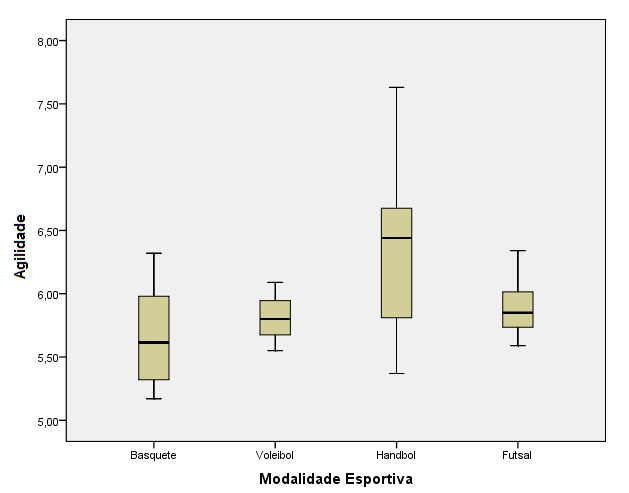 8,00
7,50
7,00
6,50
6,00
5,50
5,00
Agilidade
Basquete Voleibol Handbol Futsal
Modalidade Esportiva